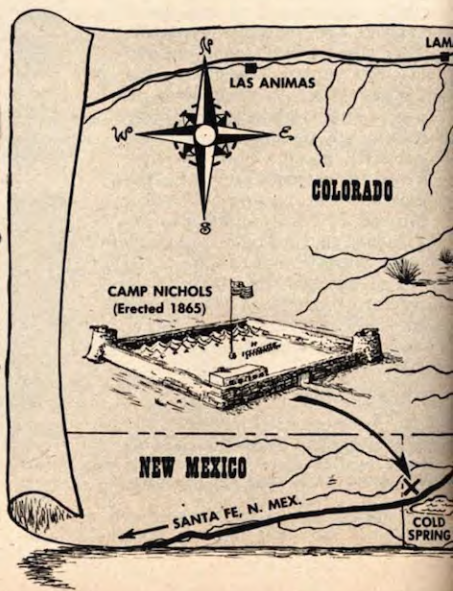 N
LAM
LAS ANIMAS
W
E
COLORADO
S
CAMP NICHOLS
(Erected 1865)
NEW MEXICO
SANTA FE, N. MEX.
COLD
SPRING